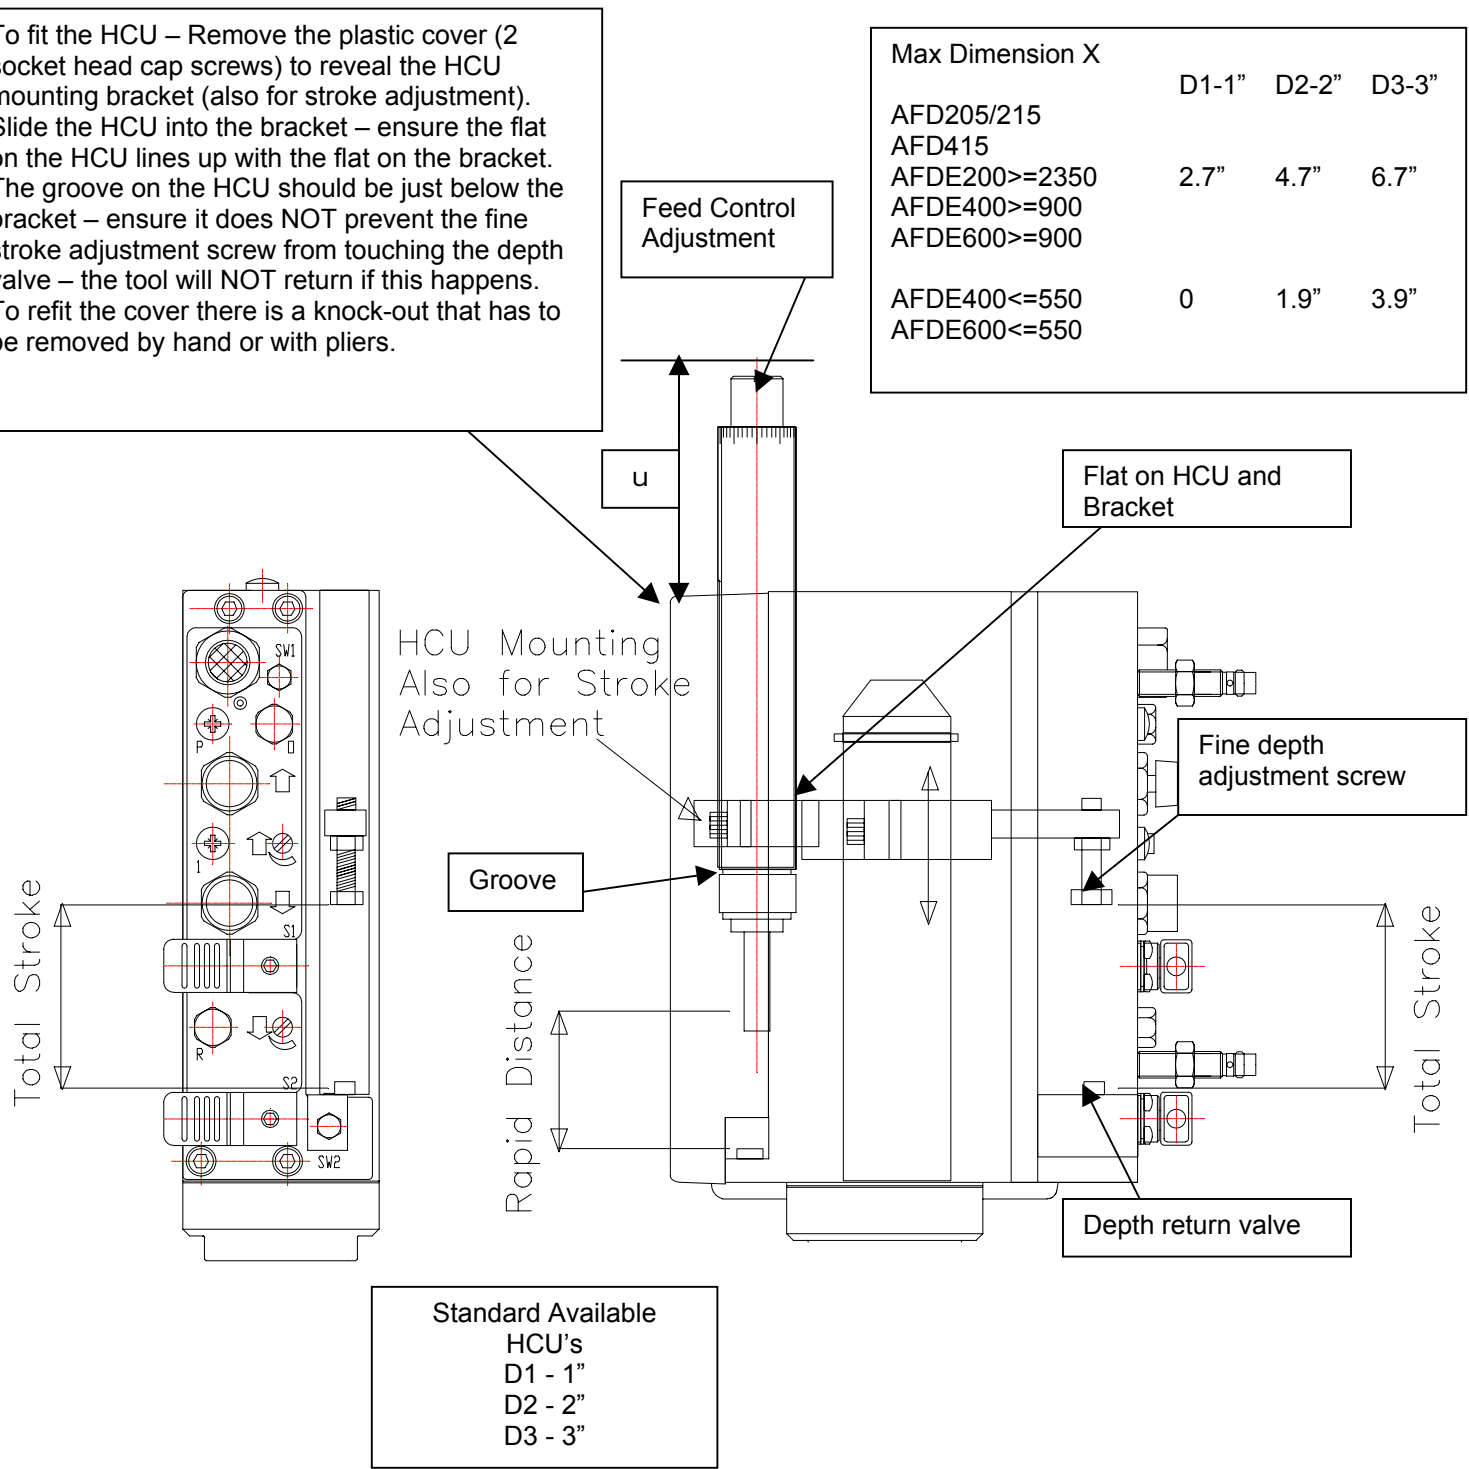 To fit the HCU – Remove the plastic cover (2
socket head cap screws) to reveal the HCU
mounting bracket (also for stroke adjustment).
Slide the HCU into the bracket – ensure the flat
on the HCU lines up with the flat on the bracket.
The groove on the HCU should be just below the
bracket – ensure it does NOT prevent the fine
stroke adjustment screw from touching the depth
valve – the tool will NOT return if this happens.
To refit the cover there is a knock-out that has to
be removed by hand or with pliers.
Max Dimension X
D1-1” D2-2” D3-3”
AFD205/215
AFD415
AFDE200>=2350 2.7” 4.7” 6.7”
AFDE400>=900
AFDE600>=900
AFDE400<=550 0 1.9” 3.9”
AFDE600<=550
Feed Control
Adjustment
u
Flat on HCU and
Bracket
HCU Mounting
Also for Stroke
Adjustment
Fine depth
adjustment screw
Groove
SW1
P
O
1
S1
R
S2
SW2
Total Stroke
Rapid Distance
Total Stroke
Depth return valve
Standard Available
HCU’s
D1 - 1”
D2 - 2”
D3 - 3”